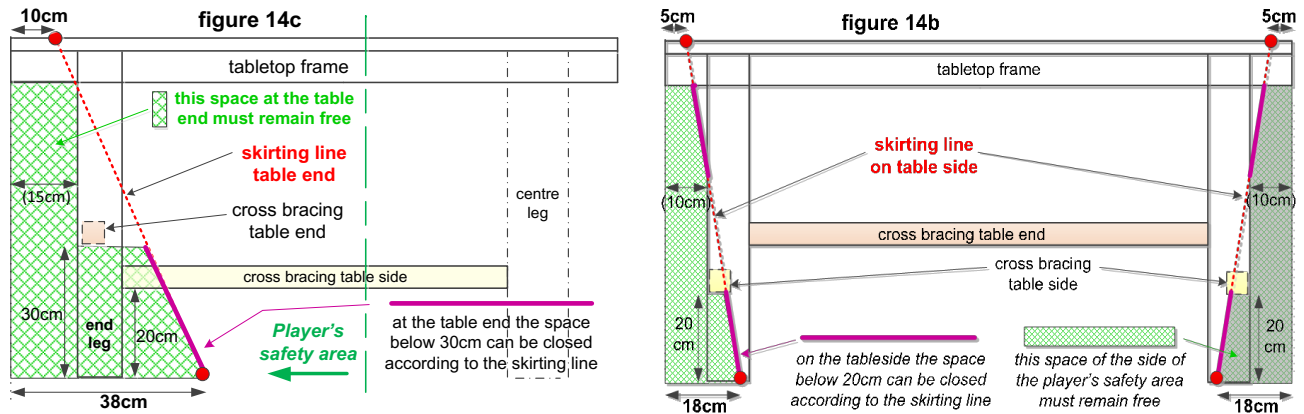 figure 14c
10cm
tabletop frame
this space at the table
end must remain free
skirting line
table end
(15cm)
cross bracing
table end
centre
leg
cross bracing table side
30cm
end
leg
20cm
Player's
safety area
at the table end the space
below 30cm can be closed
according to the skirting line
38cm
figure 14b
5cm
5cm
tabletop frame
skirting line
on table side
(10cm)
(10cm)
cross bracing table end
cross bracing
table side
20
cm
20
cm
on the tableside the space
below 20cm can be closed
according to the skirting line
this space of the side of
the player's safety area
must remain free
18cm
18cm